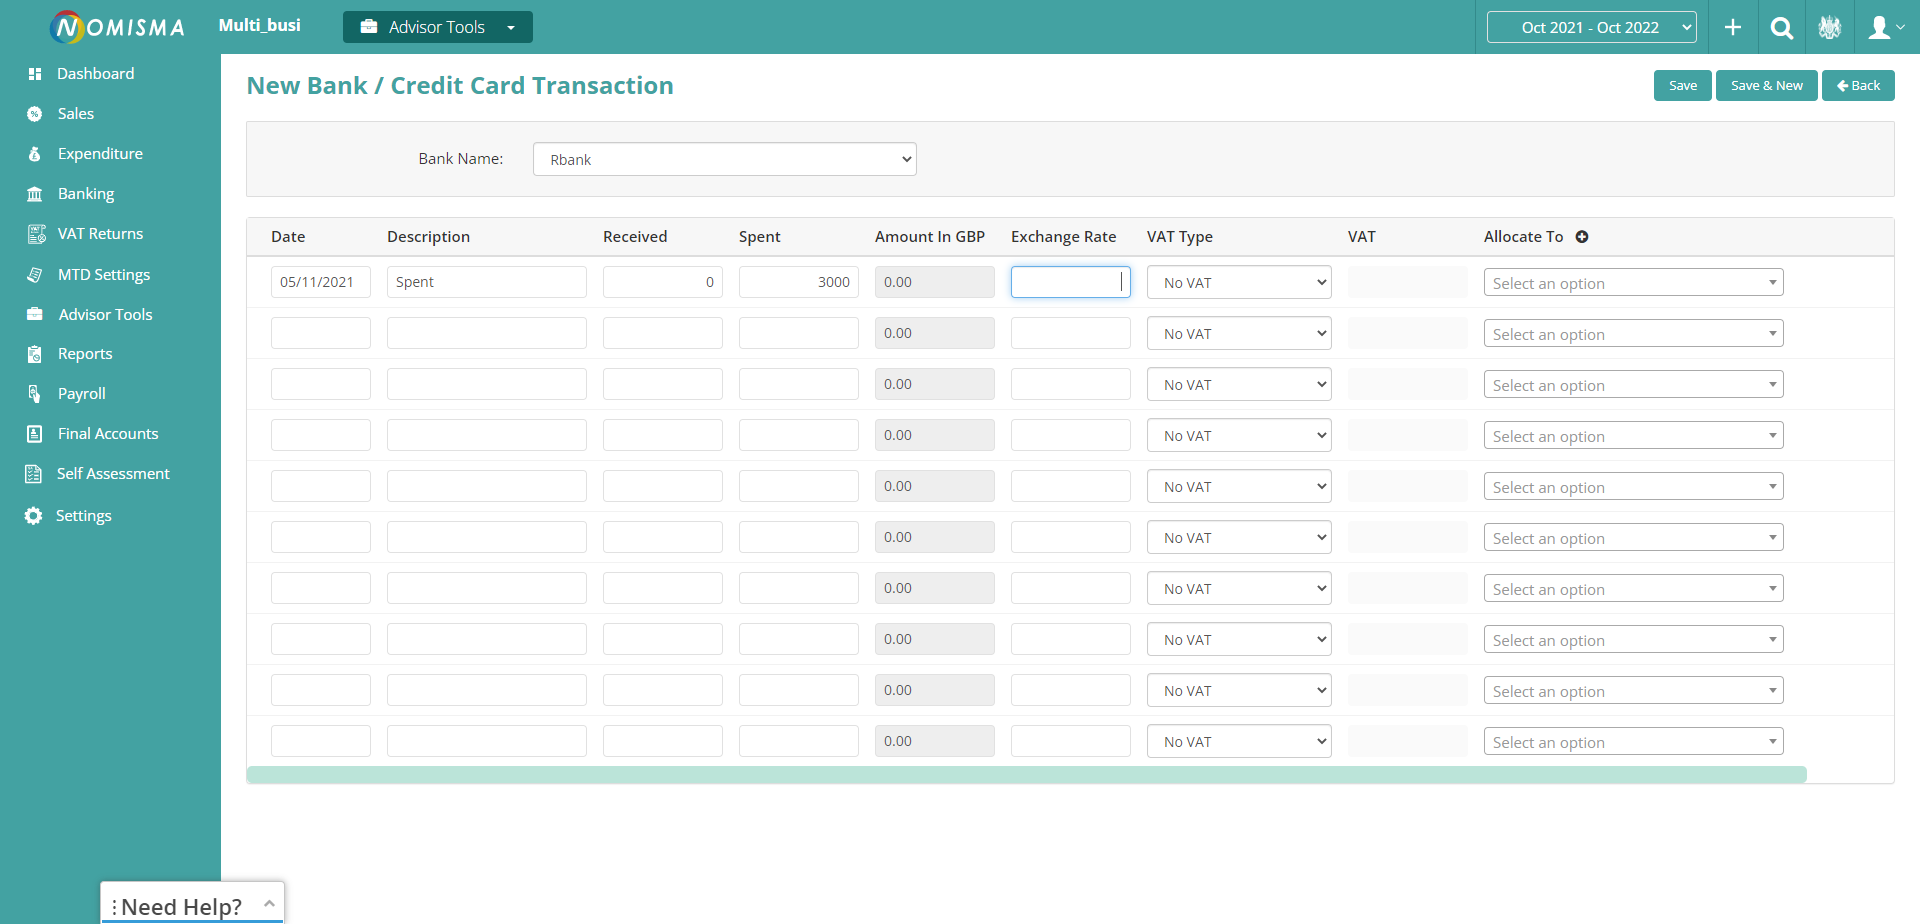 NOMISMA Multi_busi Advisor Tools Oct 2021 - Oct 2022
Dashboard
Sales
Expenditure
Banking
VAT Returns
MTD Settings
Advisor Tools
Reports
Payroll
Final Accounts
Self Assessment
Settings
New Bank / Credit Card Transaction Save Save & New Back
Bank Name: Rbank
Date Description Received Spent Amount In GBP Exchange Rate VAT Type VAT Allocate To
05/11/2021 Spent 0 3000 0.00 No VAT Select an option
0.00 No VAT Select an option
0.00 No VAT Select an option
0.00 No VAT Select an option
0.00 No VAT Select an option
0.00 No VAT Select an option
0.00 No VAT Select an option
0.00 No VAT Select an option
0.00 No VAT Select an option
0.00 No VAT Select an option
Need Help?